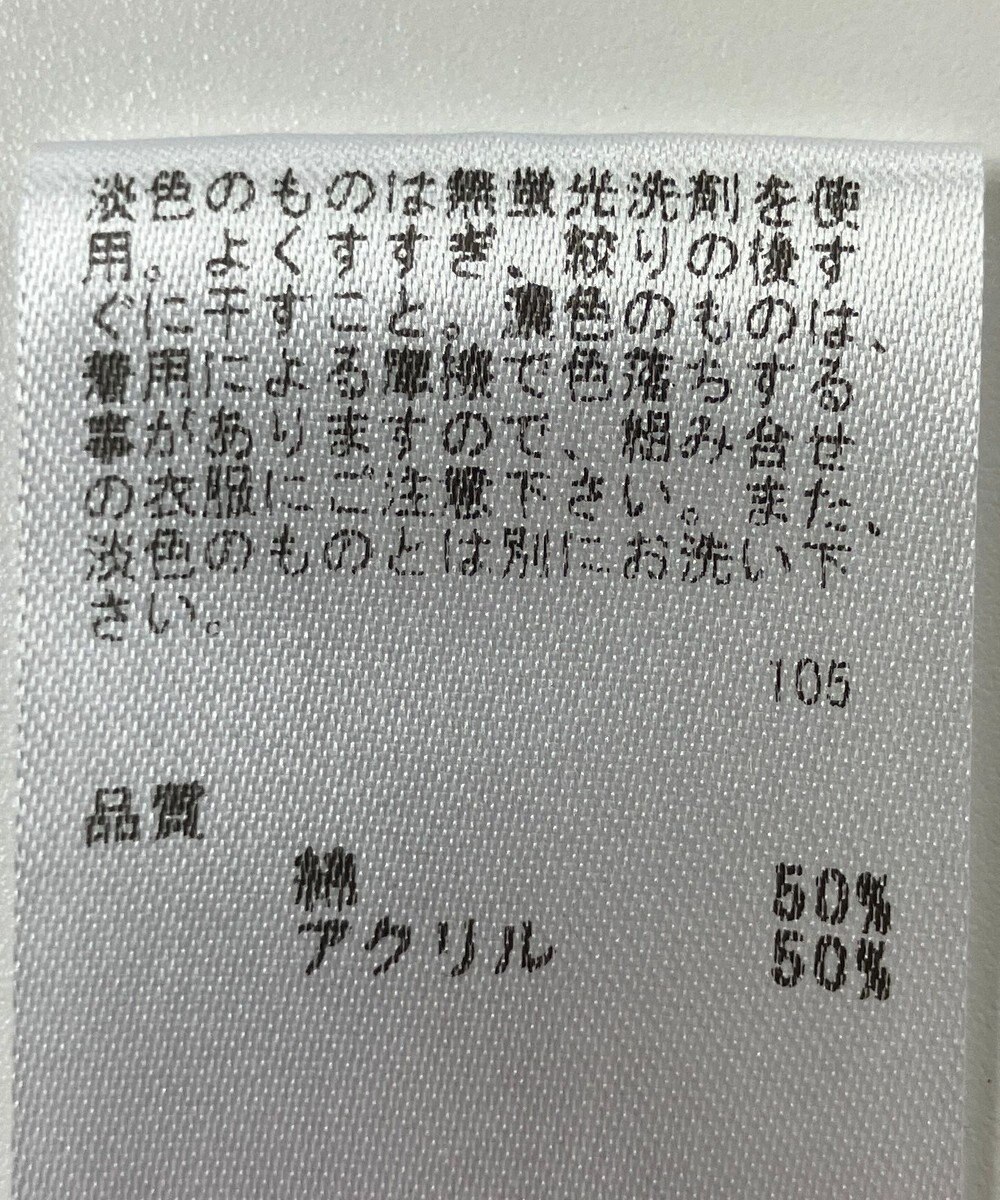 淡色のものは無蛍光洗剤を使
用。よくすすぎ、絞りの後す
ぐに干すこと。濃色のものは、
着用による摩擦で色落ちする
事がありますので、組み合せ
の衣服にご注意下さい。また、
淡色のものとは別にお洗い下
さい。
105
品質
綿 50%
アクリル 50%